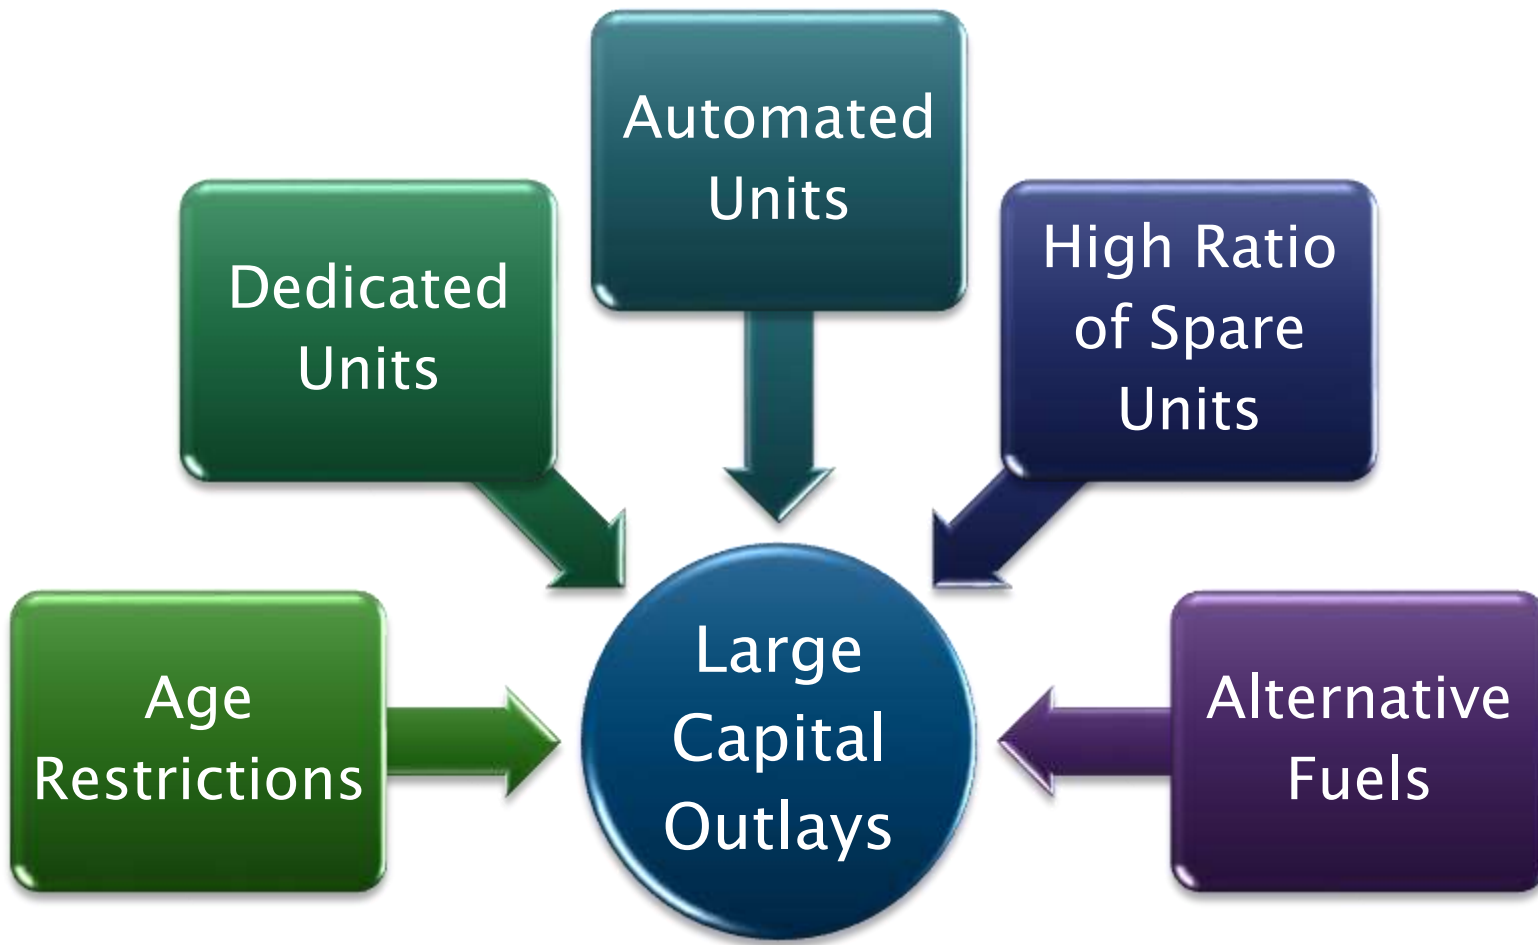 Automated
Units
Dedicated
Units
High Ratio
of Spare
Units
Age
Restrictions
Large
Capital
Outlays
Alternative
Fuels